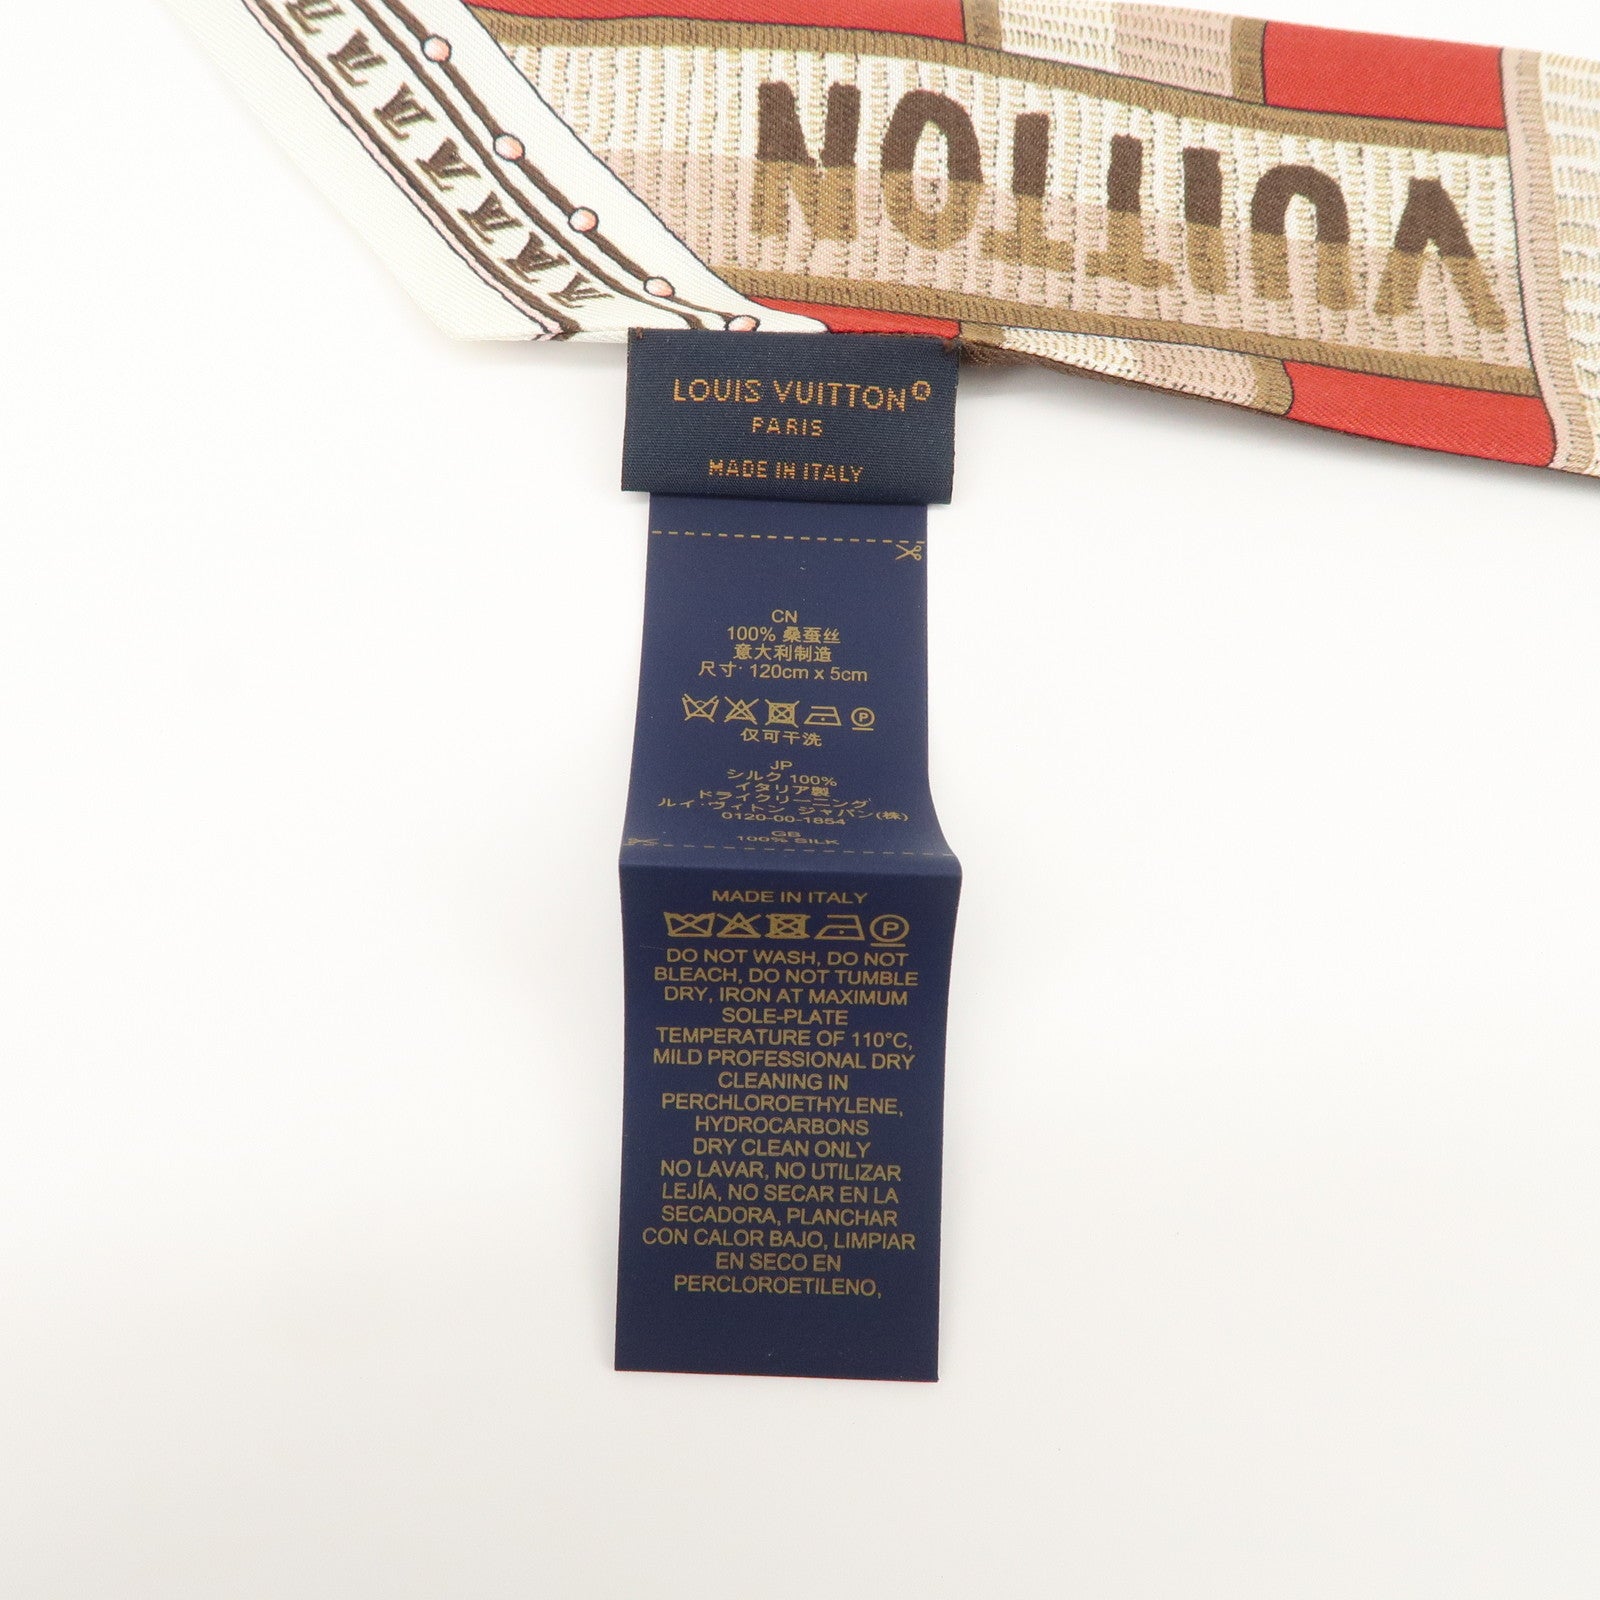 VUITTON
LOUIS VUITTON®
PARIS
MADE IN ITALY
CN
100% 桑蚕丝
意大利制造
尺寸: 120cm x 5cm
仅可干洗
JP
シルク 100%
イタリア製
ドライクリーニング
ルイ・ヴィトン ジャパン(株)
0120-00-1854
GB
100% SILK
MADE IN ITALY
P
DO NOT WASH, DO NOT
BLEACH, DO NOT TUMBLE
DRY, IRON AT MAXIMUM
SOLE-PLATE
TEMPERATURE OF 110°C,
MILD PROFESSIONAL DRY
CLEANING IN
PERCHLOROETHYLENE,
HYDROCARBONS
DRY CLEAN ONLY
NO LAVAR, NO UTILIZAR
LEJÍA, NO SECAR EN LA
SECADORA, PLANCHAR
CON CALOR BAJO, LIMPIAR
EN SECO EN
PERCLOROETILENO,